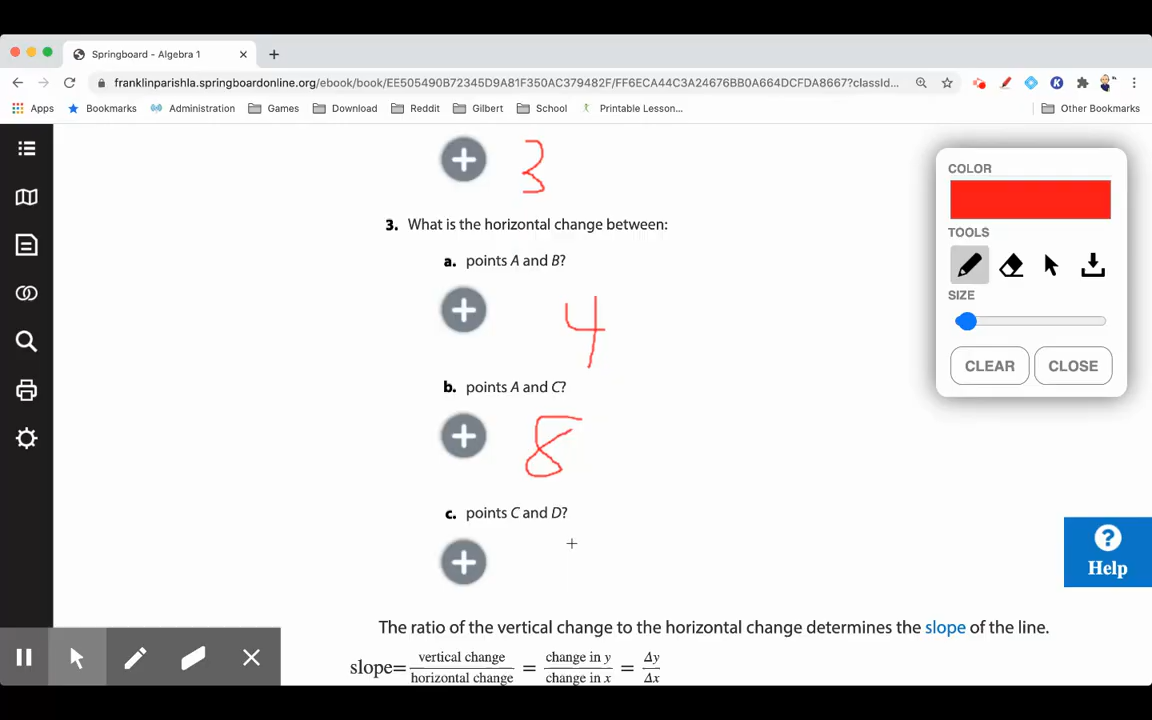 Springboard - Algebra 1
franklinparishla.springboardonline.org/ebook/book/EE505490B72345D9A81F350AC379482F/FF6ECA44C3A24676BB0A664DCFDA8667?classId...
Apps Bookmarks Administration Games Download Reddit Gilbert School Printable Lesson... Other Bookmarks
3
3. What is the horizontal change between:
a. points A and B?
4
b. points A and C?
8
c. points C and D?
The ratio of the vertical change to the horizontal change determines the slope of the line.
slope= vertical change / horizontal change = change in y / change in x = Δy / Δx
COLOR
TOOLS
SIZE
CLEAR CLOSE
?
Help